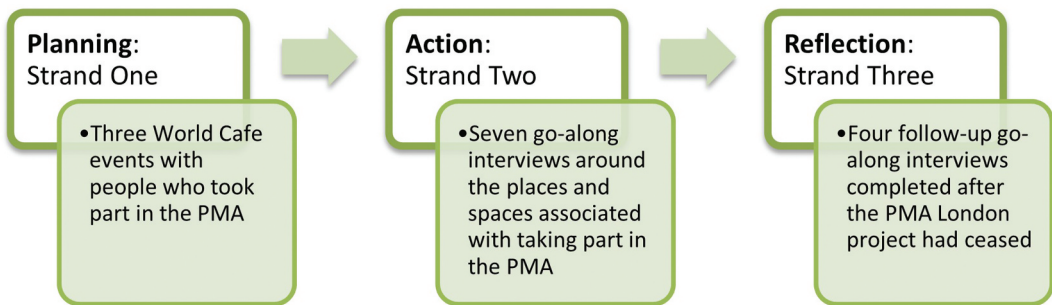 Planning:
Strand One
•Three World Cafe
events with
people who took
part in the PMA
Action:
Strand Two
•Seven go-along
interviews around
the places and
spaces associated
with taking part in
the PMA
Reflection:
Strand Three
•Four follow-up go-
along interviews
completed after
the PMA London
project had ceased